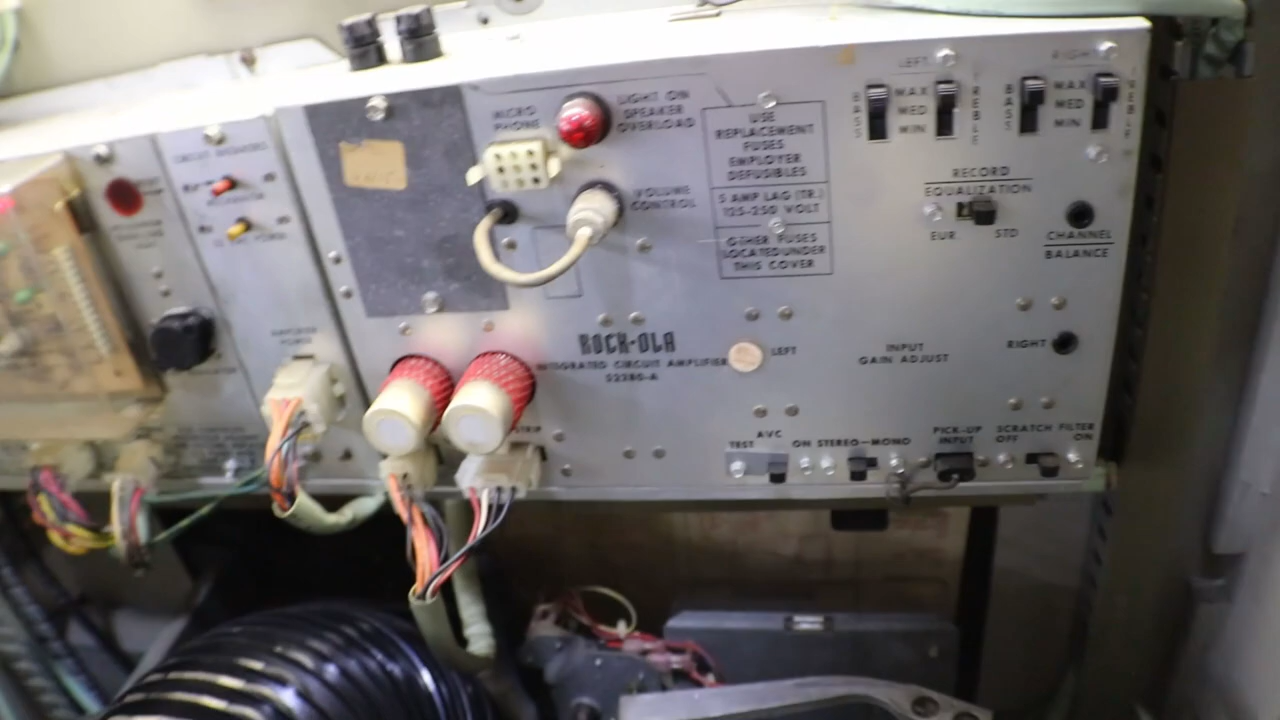 CIRCUIT BREAKERS
MICRO
PHONE
LIGHT ON
SPEAKER
OVERLOAD
VOLUME
CONTROL
USE
REPLACEMENT
FUSES
EMPLOYER
DEFUSIBLES
5 AMP LAG (TR.)
125-250 VOLT
OTHER FUSES
LOCATED UNDER
THIS COVER
LEFT
BASS
MAX
MED
MIN
TREBLE
RIGHT
BASS
MAX
MED
MIN
TREBLE
RECORD
EQUALIZATION
EUR.
STD
CHANNEL
BALANCE
AMPLIFIER
POWER
ROCK-OLA
INTEGRATED CIRCUIT AMPLIFIER
52280-A
LEFT
INPUT
GAIN ADJUST
RIGHT
AVC
TEST
ON
STEREO-MONO
PICK-UP
INPUT
SCRATCH FILTER
OFF
ON